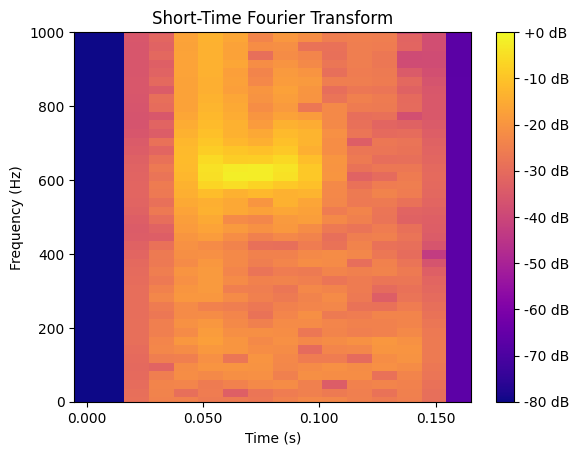 Short-Time Fourier Transform
1000
800
600
400
200
0
Frequency (Hz)
0.000
0.050
0.100
0.150
Time (s)
+0 dB
-10 dB
-20 dB
-30 dB
-40 dB
-50 dB
-60 dB
-70 dB
-80 dB